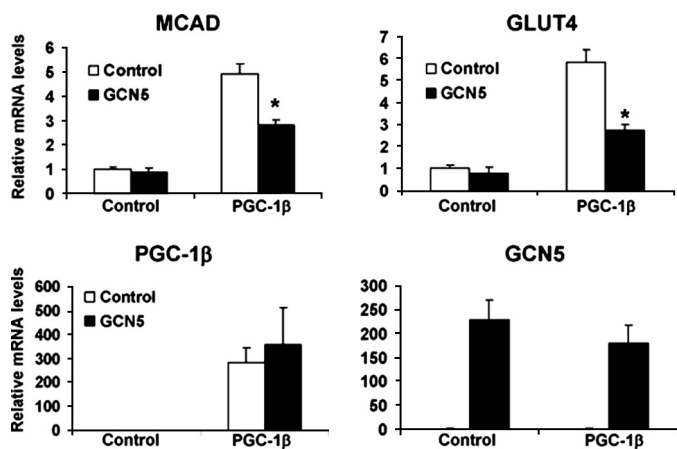 MCAD
Relative mRNA levels
6
5
4
3
2
1
0
Control
GCN5
*
Control
PGC-1β
GLUT4
7
6
5
4
3
2
1
0
Control
GCN5
*
Control
PGC-1β
PGC-1β
Relative mRNA levels
600
500
400
300
200
100
0
Control
GCN5
Control
PGC-1β
GCN5
300
250
200
150
100
50
0
Control
PGC-1β